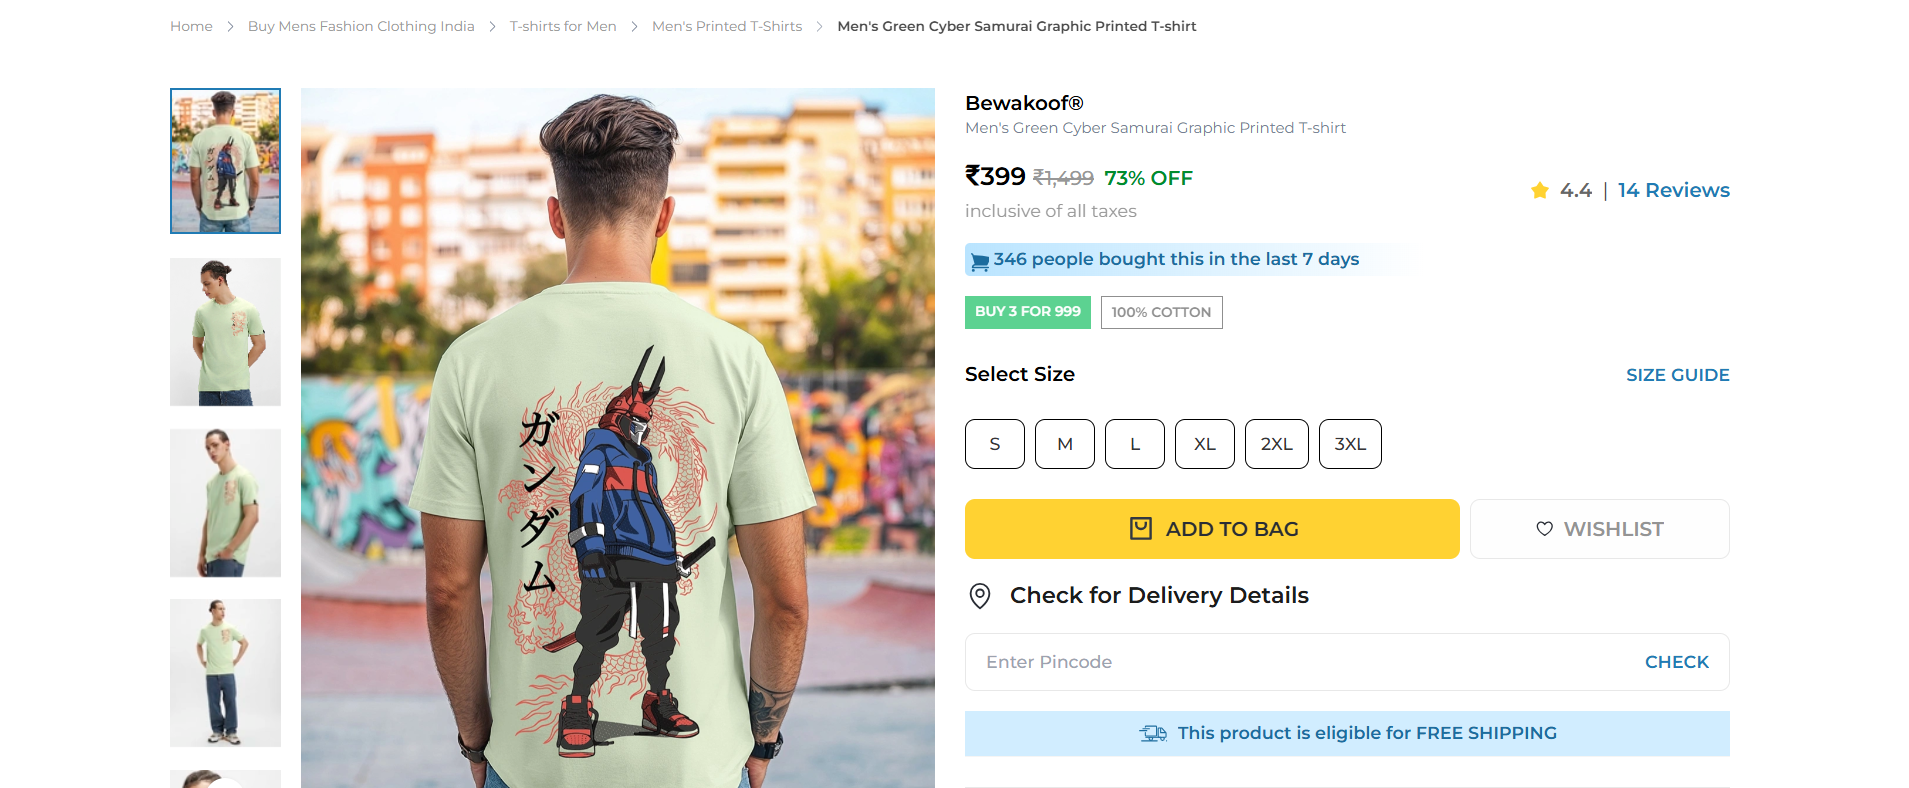 Home > Buy Mens Fashion Clothing India > T-shirts for Men > Men's Printed T-Shirts > Men's Green Cyber Samurai Graphic Printed T-shirt
ガンダム
Bewakoof®
Men's Green Cyber Samurai Graphic Printed T-shirt
₹399 ₹1,499 73% OFF
inclusive of all taxes
4.4 | 14 Reviews
346 people bought this in the last 7 days
BUY 3 FOR 999 100% COTTON
Select Size SIZE GUIDE
S M L XL 2XL 3XL
ADD TO BAG WISHLIST
Check for Delivery Details
Enter Pincode CHECK
This product is eligible for FREE SHIPPING